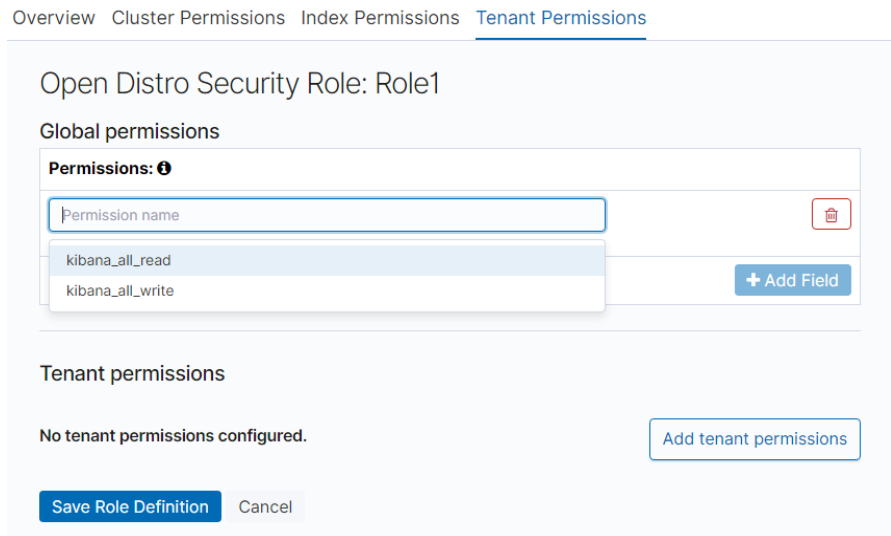 Overview Cluster Permissions Index Permissions Tenant Permissions
Open Distro Security Role: Role1
Global permissions
Permissions:
Permission name
kibana_all_read
kibana_all_write
Add Field
Tenant permissions
No tenant permissions configured.
Add tenant permissions
Save Role Definition Cancel